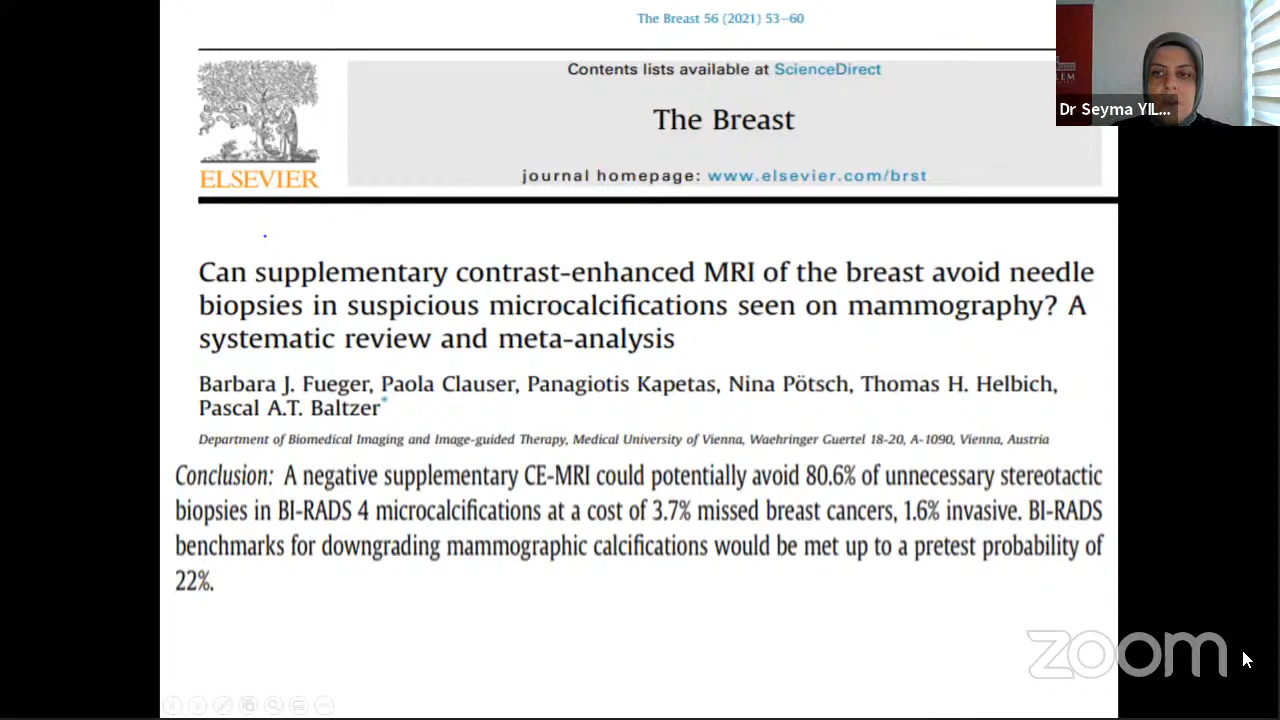 The Breast 56 (2021) 53–60
Contents lists available at ScienceDirect
The Breast
journal homepage: www.elsevier.com/brst
ELSEVIER
Dr Seyma YIL...
Can supplementary contrast-enhanced MRI of the breast avoid needle
biopsies in suspicious microcalcifications seen on mammography? A
systematic review and meta-analysis
Barbara J. Fueger, Paola Clauser, Panagiotis Kapetas, Nina Pötsch, Thomas H. Helbich,
Pascal A.T. Baltzer*
Department of Biomedical Imaging and Image-guided Therapy, Medical University of Vienna, Waehringer Guertel 18-20, A-1090, Vienna, Austria
Conclusion: A negative supplementary CE-MRI could potentially avoid 80.6% of unnecessary stereotactic
biopsies in BI-RADS 4 microcalcifications at a cost of 3.7% missed breast cancers, 1.6% invasive. BI-RADS
benchmarks for downgrading mammographic calcifications would be met up to a pretest probability of
22%.
zoom